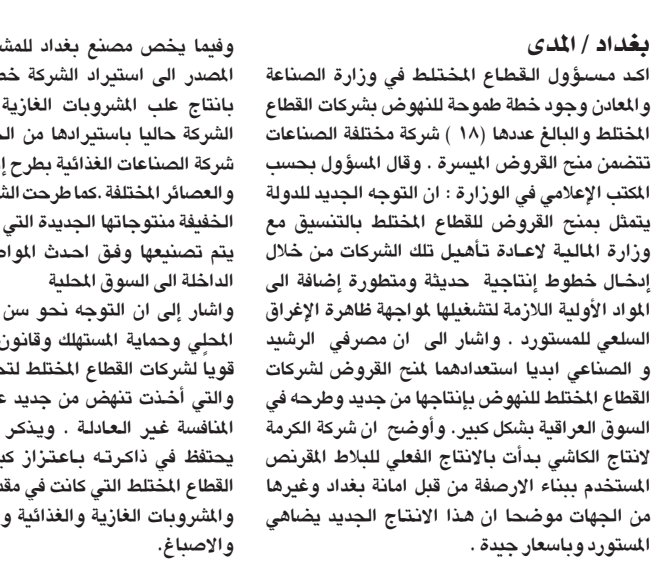 بغداد / المدى
اكد مسؤول القطاع المختلط في وزارة الصناعة
والمعادن وجود خطة طموحة للنهوض بشركات القطاع
المختلط والبالغ عددها (١٨ ) شركة مختلفة الصناعات
تتضمن منح القروض الميسرة . وقال المسؤول بحسب
المكتب الإعلامي في الوزارة : ان التوجه الجديد للدولة
يتمثل بمنح القروض للقطاع المختلط بالتنسيق مع
وزارة المالية لاعادة تأهيل تلك الشركات من خلال
إدخال خطوط إنتاجية حديثة ومتطورة إضافة الى
المواد الأولية اللازمة لتشغيلها لمواجهة ظاهرة الإغراق
السلعي للمستورد . واشار الى ان مصرفي الرشيد
و الصناعي ابديا استعدادهما لمنح القروض لشركات
القطاع المختلط للنهوض بإنتاجها من جديد وطرحه في
السوق العراقية بشكل كبير. وأوضح ان شركة الكرمة
لانتاج الكاشي بدأت بالانتاج الفعلي للبلاط المقرنص
المستخدم ببناء الارصفة من قبل امانة بغداد وغيرها
من الجهات موضحا ان هذا الانتاج الجديد يضاهي
المستورد وباسعار جيدة .
وفيما يخص مصنع بغداد
المصدر الى استيراد الشركة
بانتاج علب المشروبات الغازية
الشركة حاليا باستيرادها من
شركة الصناعات الغذائية بطرح
والعصائر المختلفة .كما طرحت
الخفيفة منتوجاتها الجديدة التي
يتم تصنيعها وفق احدث
الداخلة الى السوق المحلية
واشار إلى ان التوجه نحو سن
المحلي وحماية المستهلك وقانون
قوياً لشركات القطاع المختلط
والتي أخذت تنهض من جديد
المنافسة غير العادلة . ويذكر
يحتفظ في ذاكرته باعتزاز
القطاع المختلط التي كانت في
والمشروبات الغازية والغذائية و
والاصباغ.